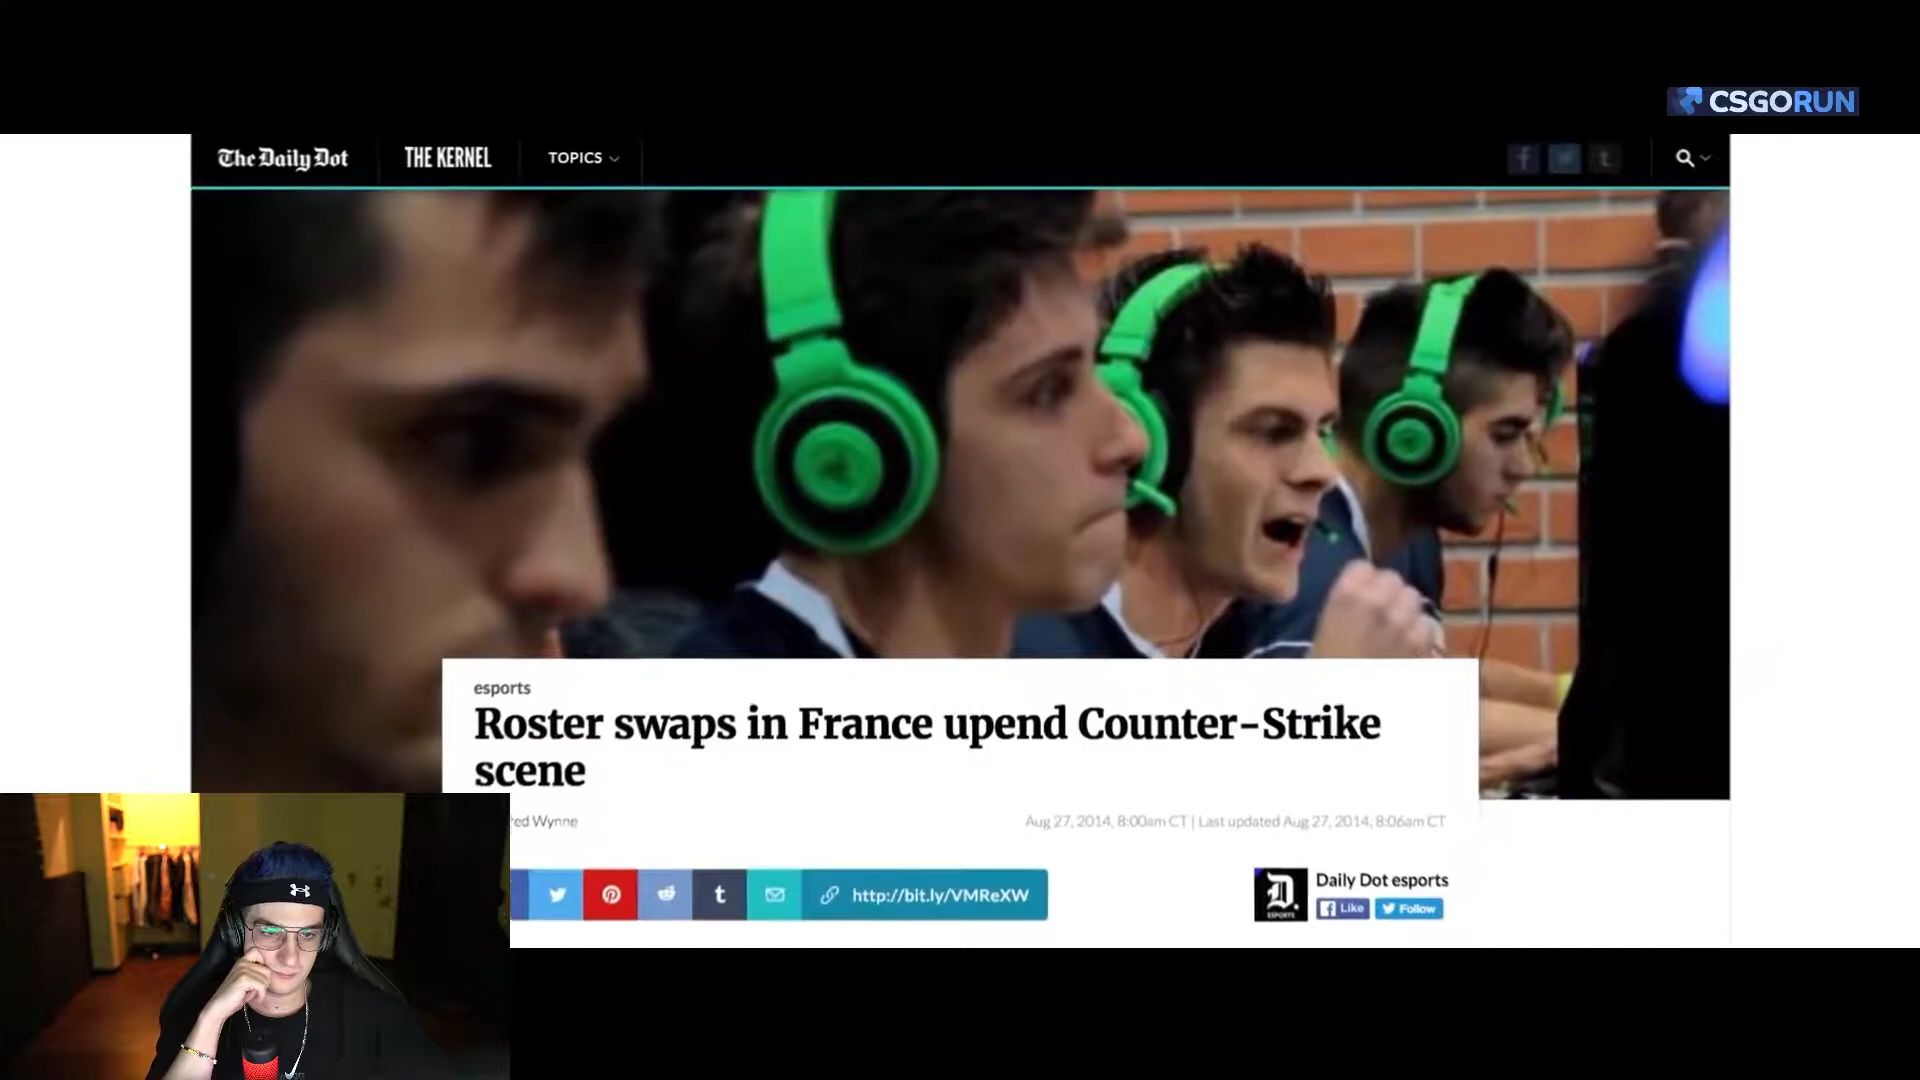 CSGORUN
The Daily Dot
THE KERNEL
TOPICS
esports
Roster swaps in France upend Counter-Strike
scene
red Wynne
Aug 27, 2014, 8:00am CT | Last updated Aug 27, 2014, 8:06am CT
http://bit.ly/VMReXW
Daily Dot esports
Like
Follow